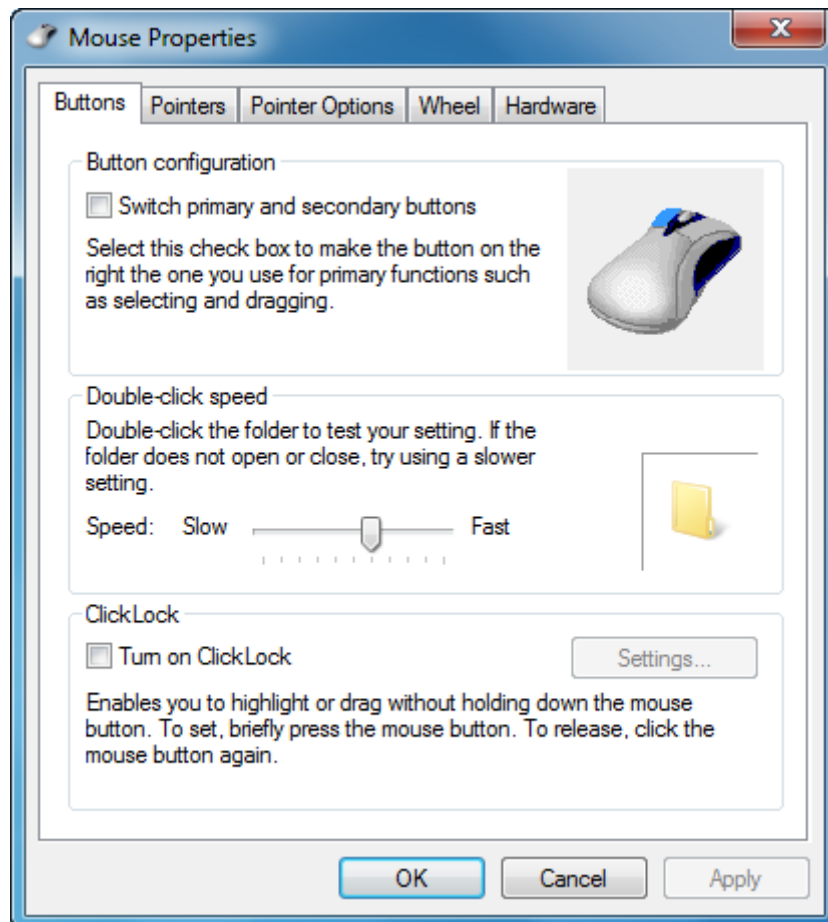 Mouse Properties
Buttons Pointers Pointer Options Wheel Hardware
Button configuration
Switch primary and secondary buttons
Select this check box to make the button on the
right the one you use for primary functions such
as selecting and dragging.
Double-click speed
Double-click the folder to test your setting. If the
folder does not open or close, try using a slower
setting.
Speed: Slow Fast
ClickLock
Turn on ClickLock Settings...
Enables you to highlight or drag without holding down the mouse
button. To set, briefly press the mouse button. To release, click the
mouse button again.
OK Cancel Apply